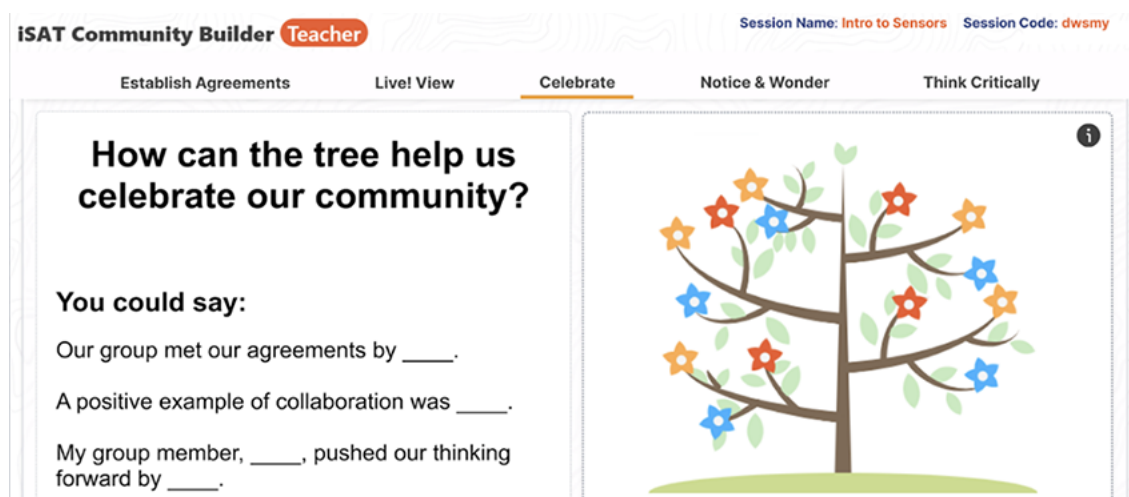 iSAT Community Builder Teacher
Session Name: Intro to Sensors Session Code: dwsmy
Establish Agreements Live! View Celebrate Notice & Wonder Think Critically
How can the tree help us
celebrate our community?
You could say:
Our group met our agreements by ____.
A positive example of collaboration was ____.
My group member, ____, pushed our thinking
forward by ____.
i